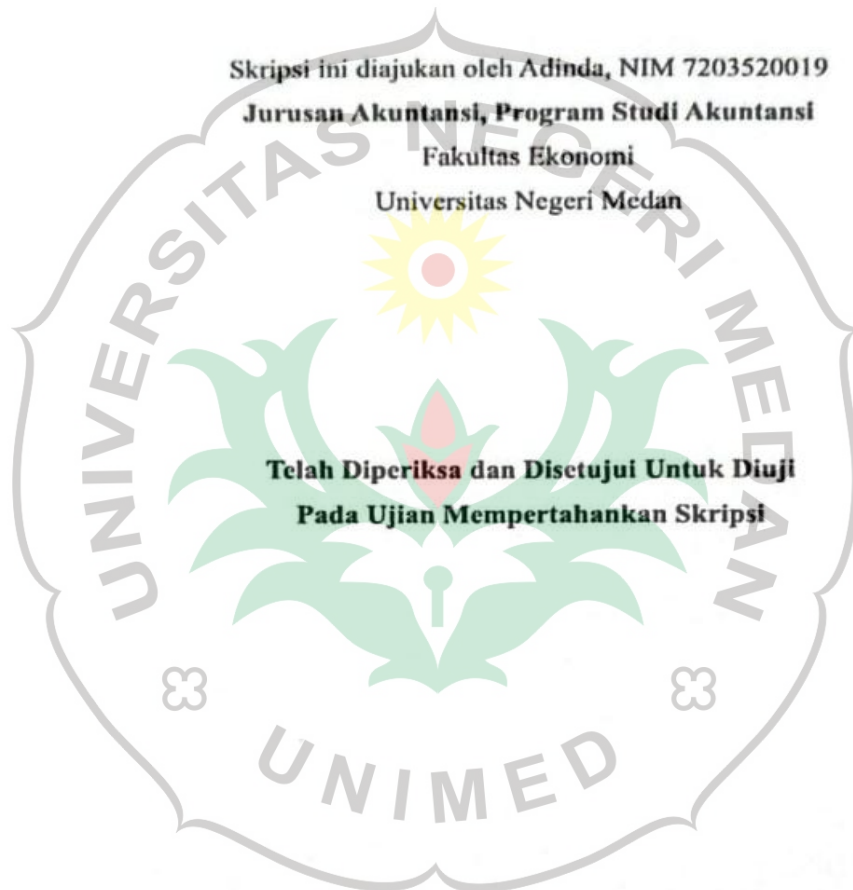 Skripsi ini diajukan oleh Adinda, NIM 7203520019
Jurusan Akuntansi, Program Studi Akuntansi
Fakultas Ekonomi
Universitas Negeri Medan
Telah Diperiksa dan Disetujui Untuk Diuji
Pada Ujian Mempertahankan Skripsi
UNIVERSITAS NEGERI MEDAN
UNIMED